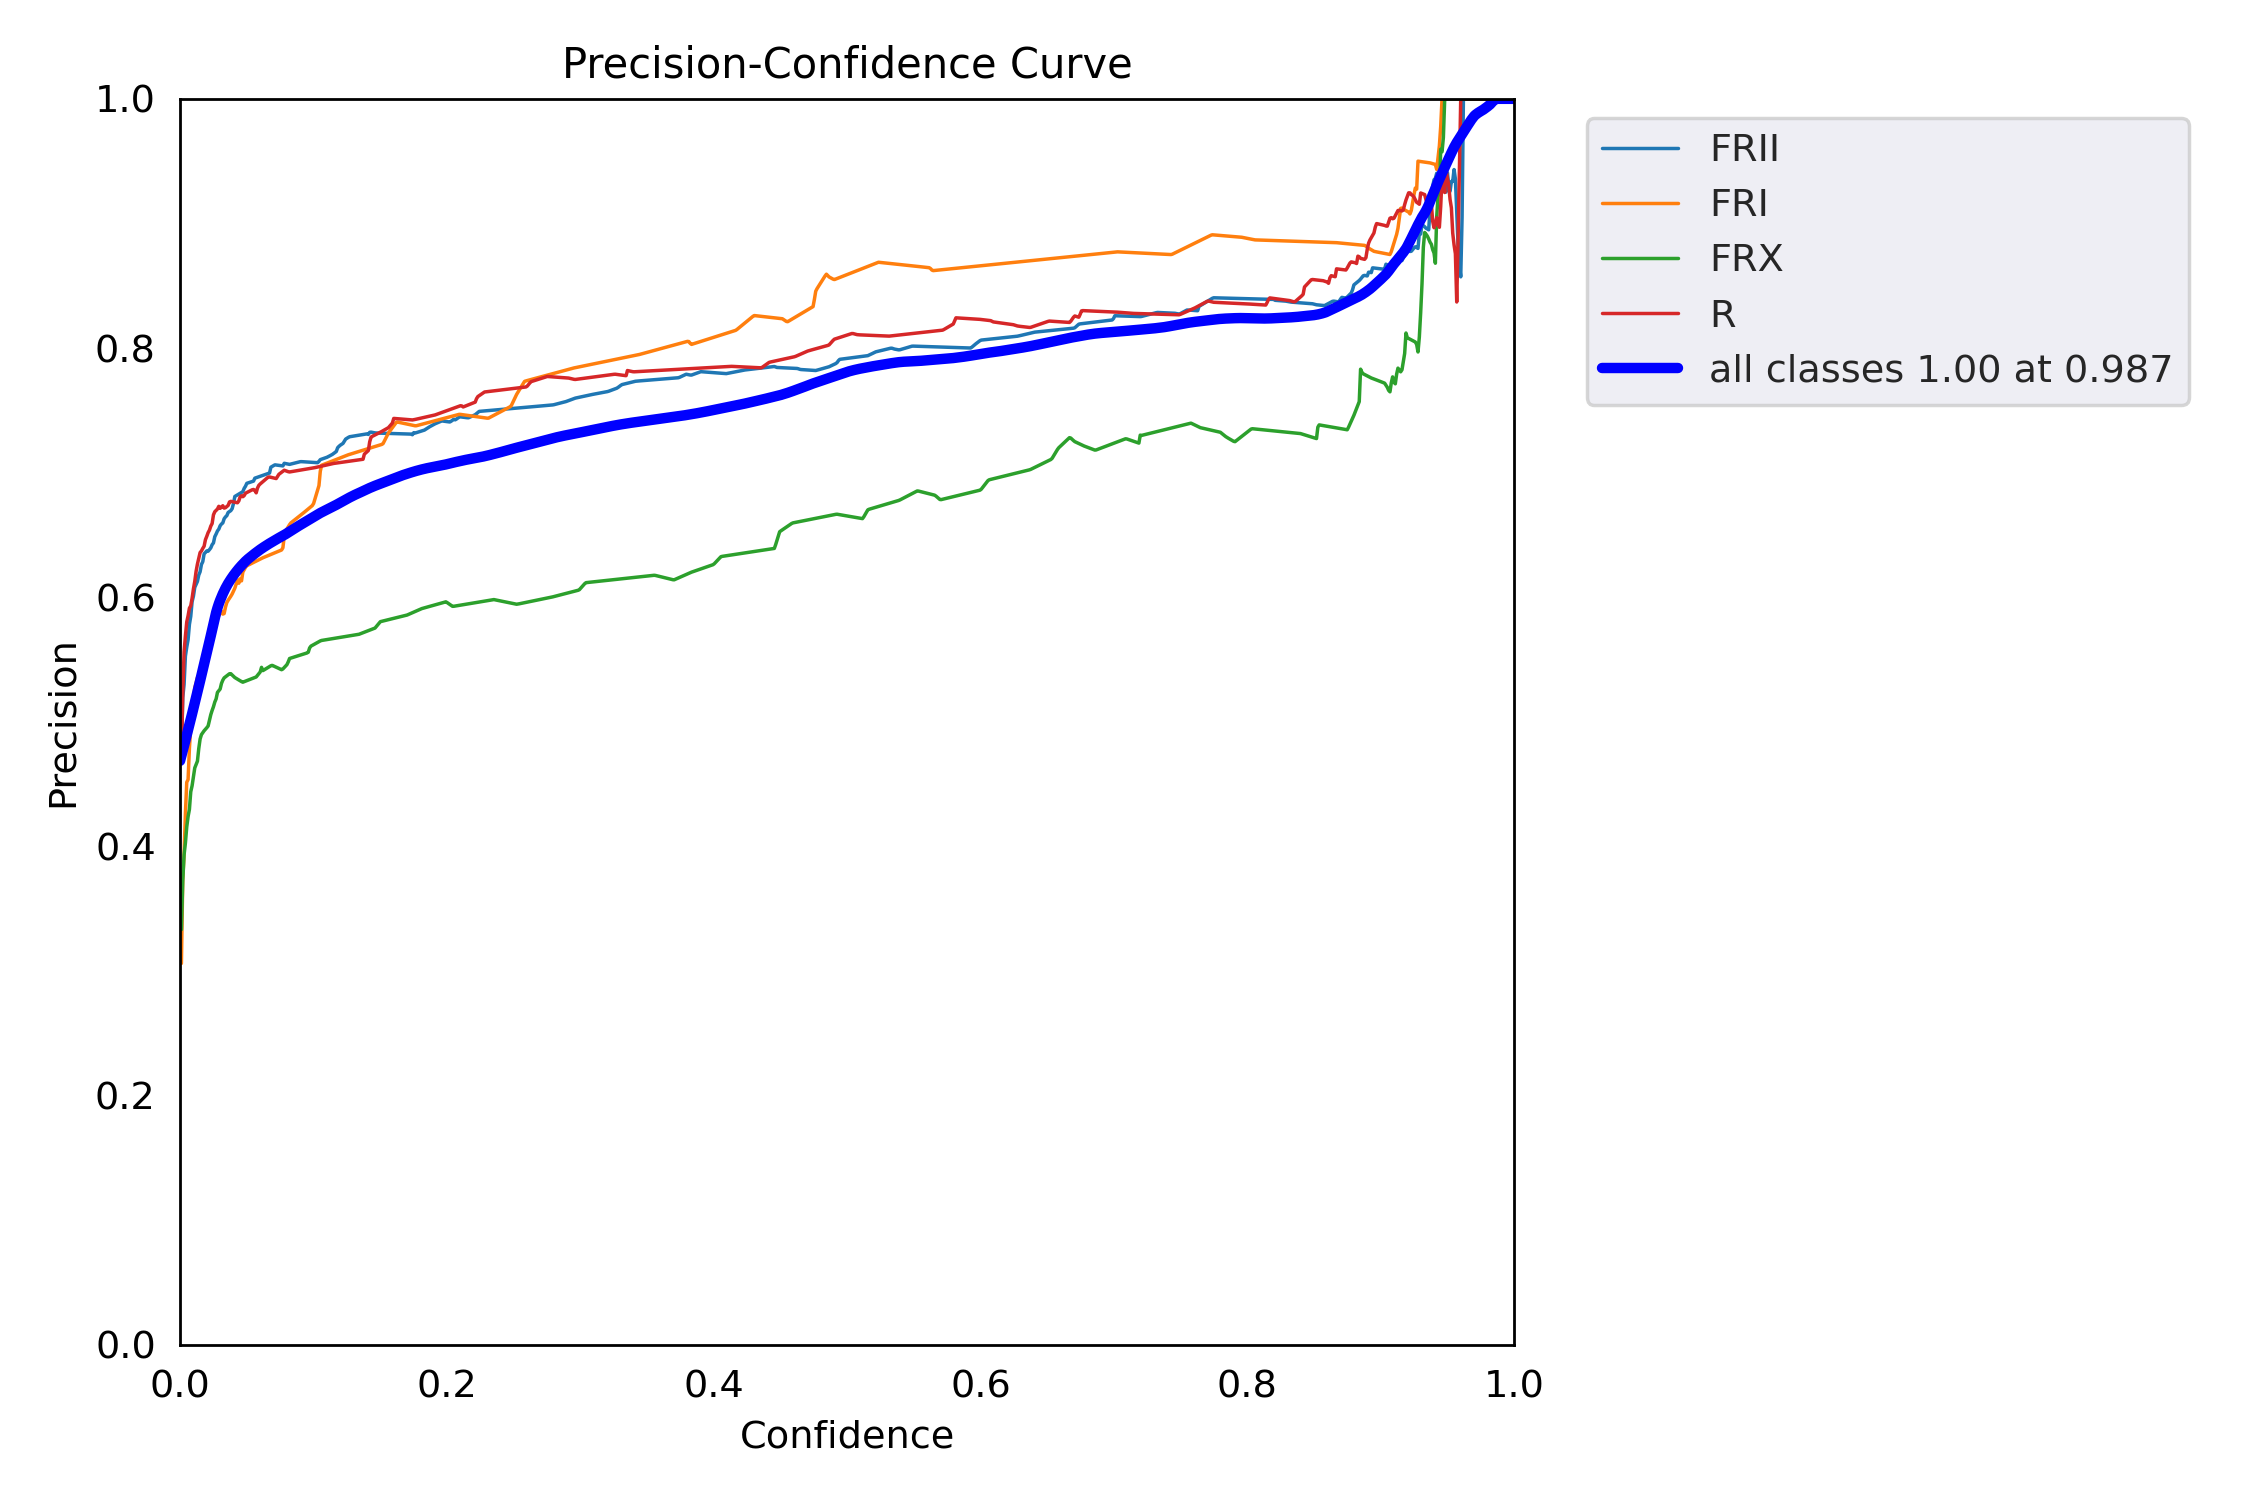 Precision-Confidence Curve
1.0
0.8
0.6
0.4
0.2
0.0
Precision
0.0 0.2 0.4 0.6 0.8 1.0
Confidence
FRII
FRI
FRX
R
all classes 1.00 at 0.987